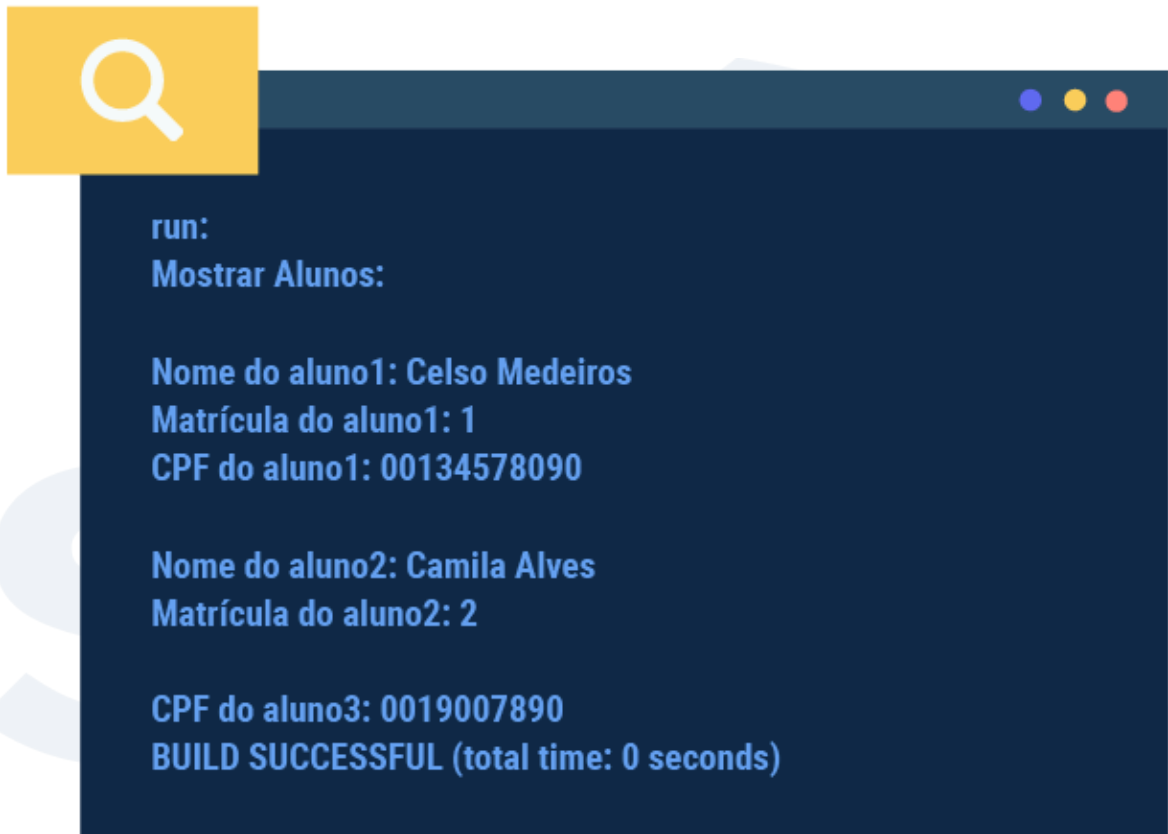 run:
Mostrar Alunos:
Nome do aluno1: Celso Medeiros
Matrícula do aluno1: 1
CPF do aluno1: 00134578090
Nome do aluno2: Camila Alves
Matrícula do aluno2: 2
CPF do aluno3: 0019007890
BUILD SUCCESSFUL (total time: 0 seconds)